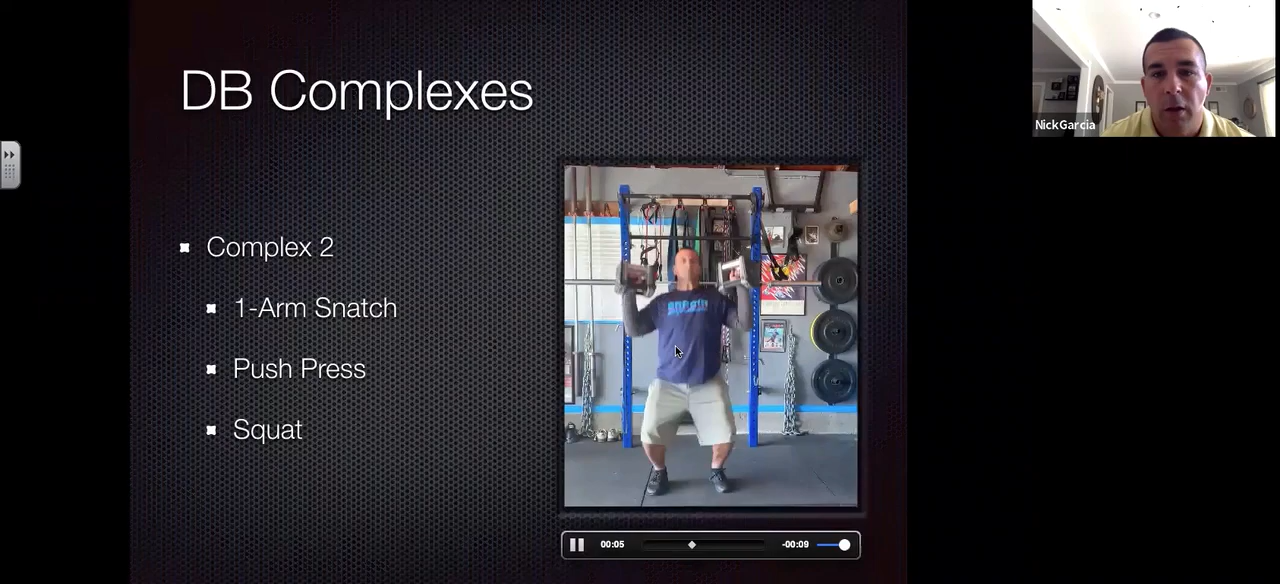 DB Complexes
NickGarcia
Complex 2
1-Arm Snatch
Push Press
Squat
00:05
-00:09